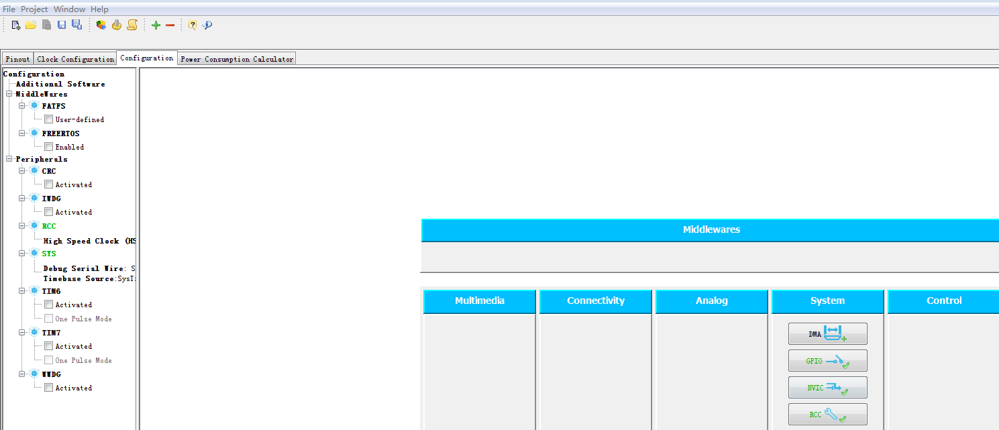 File Project Window Help
Pinout Clock Configuration Configuration Power Consumption Calculator
Configuration
Additional Software
MiddleWares
FATFS
User-defined
FREERTOS
Enabled
Peripherals
CRC
Activated
IWDG
Activated
RCC
High Speed Clock (HS
SYS
Debug Serial Wire: S
Timebase Source:SysTi
TIM6
Activated
One Pulse Mode
TIM7
Activated
One Pulse Mode
WWDG
Activated
Middlewares
Multimedia Connectivity Analog System Control
DMA
GPIO
NVIC
RCC